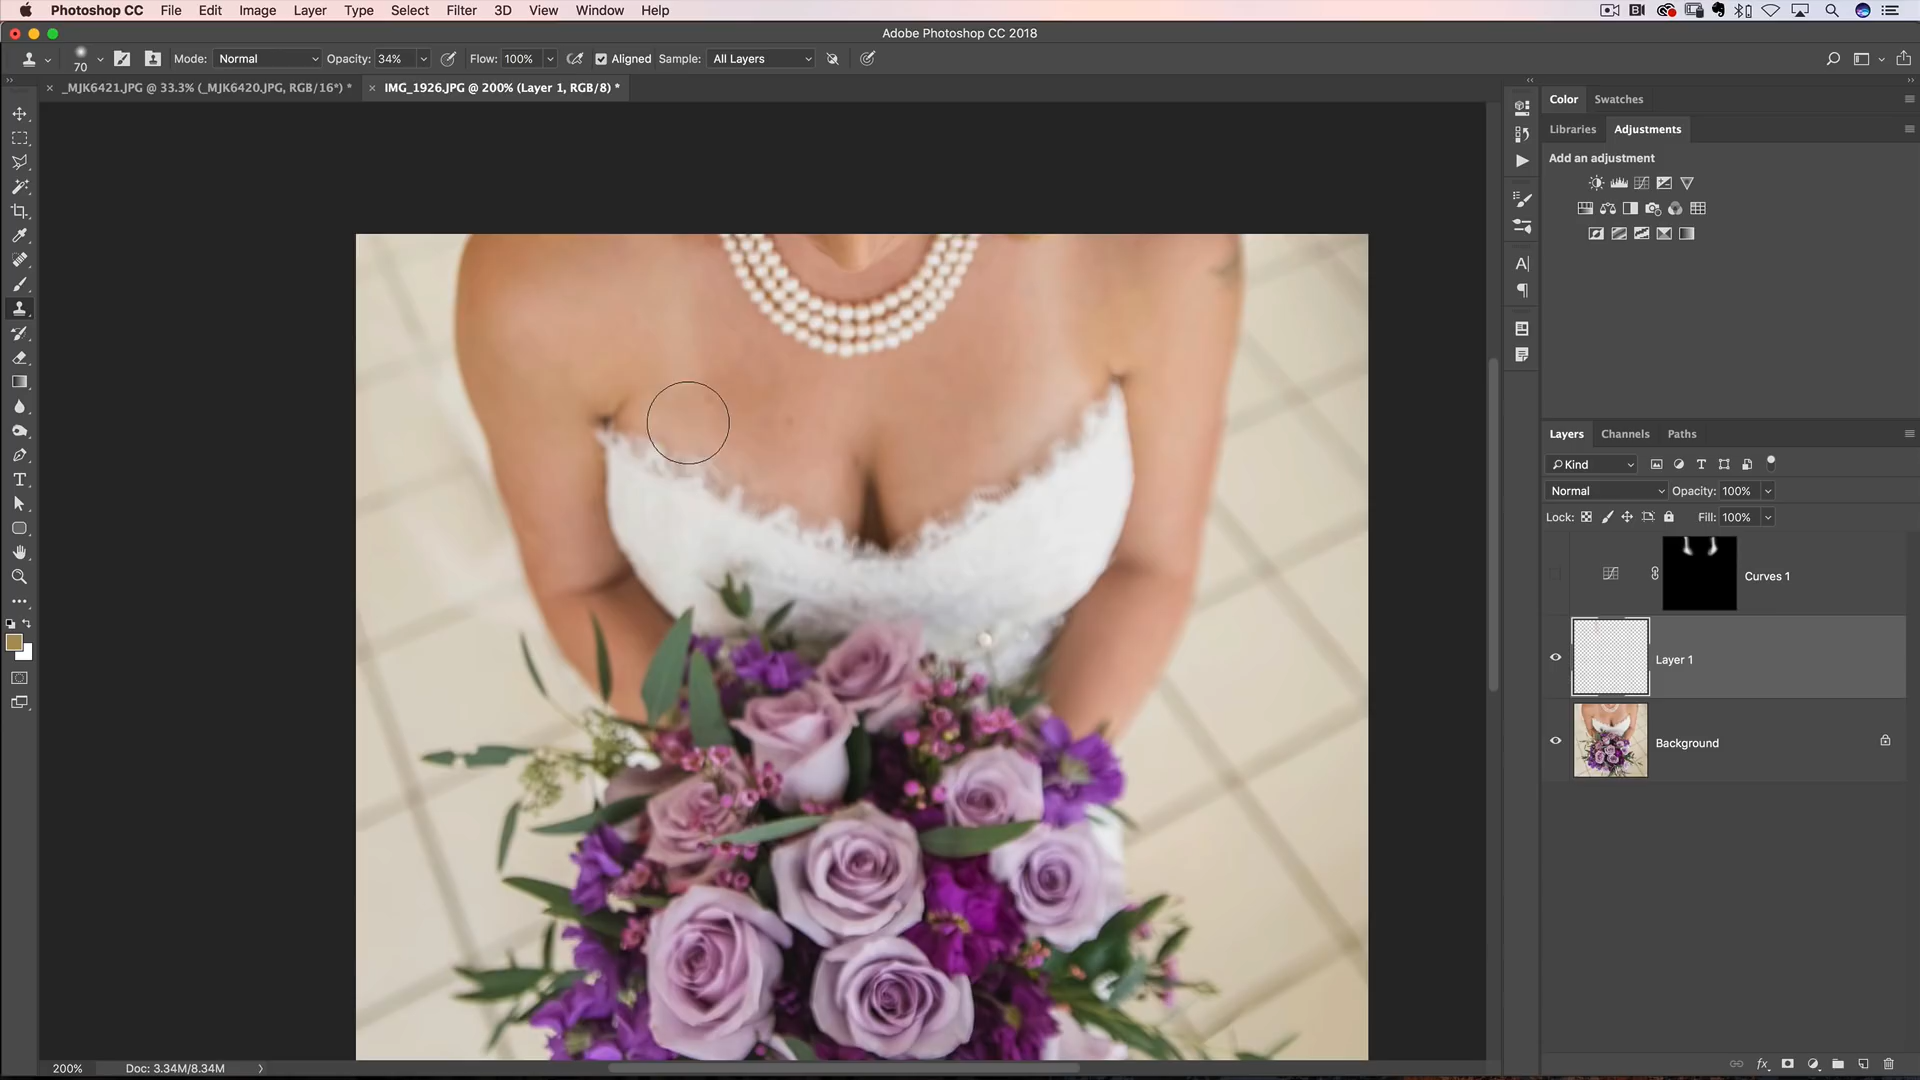 Photoshop CC File Edit Image Layer Type Select Filter 3D View Window Help
Adobe Photoshop CC 2018
70 Mode: Normal Opacity: 34% Flow: 100% Aligned Sample: All Layers
_MJK6421.JPG @ 33.3% (_MJK6420.JPG, RGB/16*) * IMG_1926.JPG @ 200% (Layer 1, RGB/8) *
Color Swatches
Libraries Adjustments
Add an adjustment
Layers Channels Paths
Kind
Normal Opacity: 100%
Lock: Fill: 100%
Curves 1
Layer 1
Background
200% Doc: 3.34M/8.34M